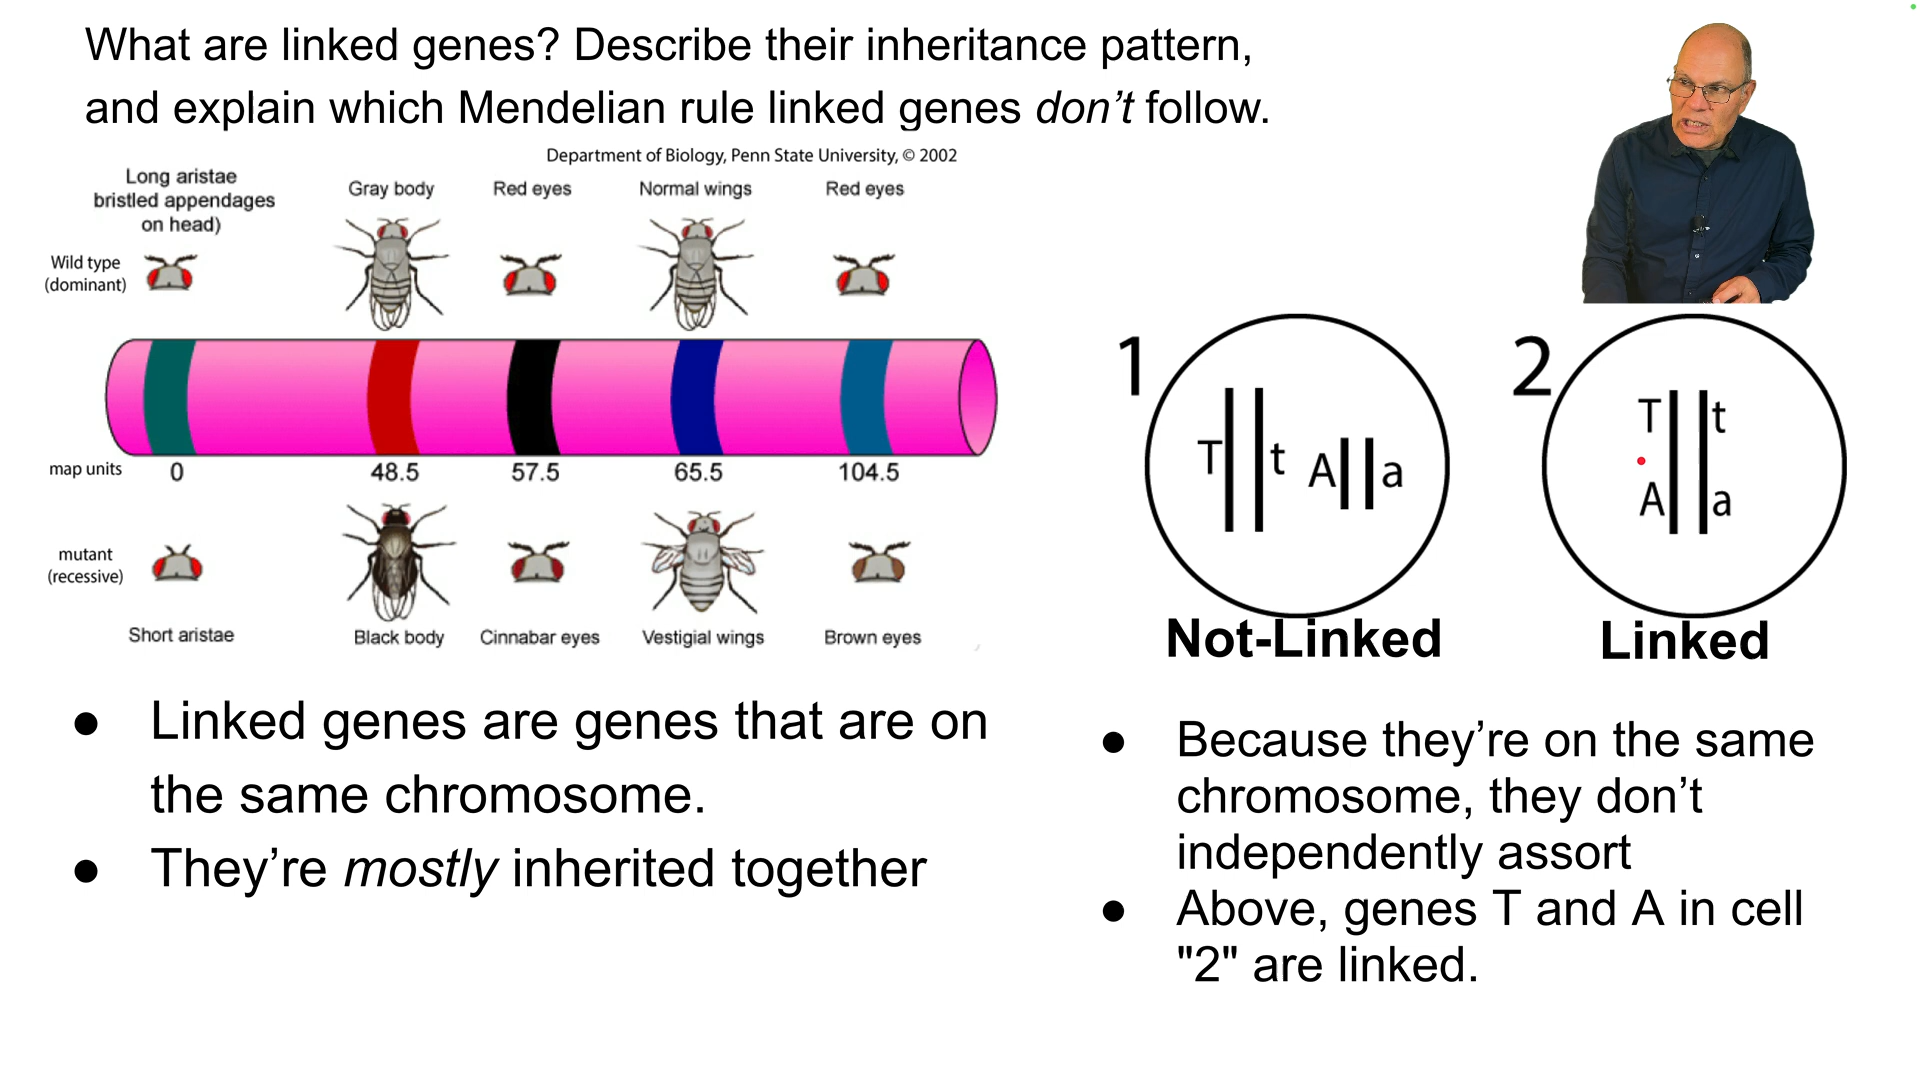 What are linked genes? Describe their inheritance pattern,
and explain which Mendelian rule linked genes don't follow.
Department of Biology, Penn State University, © 2002
Long aristae
bristled appendages
on head)
Gray body
Red eyes
Normal wings
Red eyes
Wild type
(dominant)
map units
0
48.5
57.5
65.5
104.5
mutant
(recessive)
Short aristae
Black body
Cinnabar eyes
Vestigial wings
Brown eyes
1
T
t
A
a
Not-Linked
2
T
t
A
a
Linked
● Linked genes are genes that are on
the same chromosome.
● They're mostly inherited together
● Because they're on the same
chromosome, they don't
independently assort
● Above, genes T and A in cell
"2" are linked.